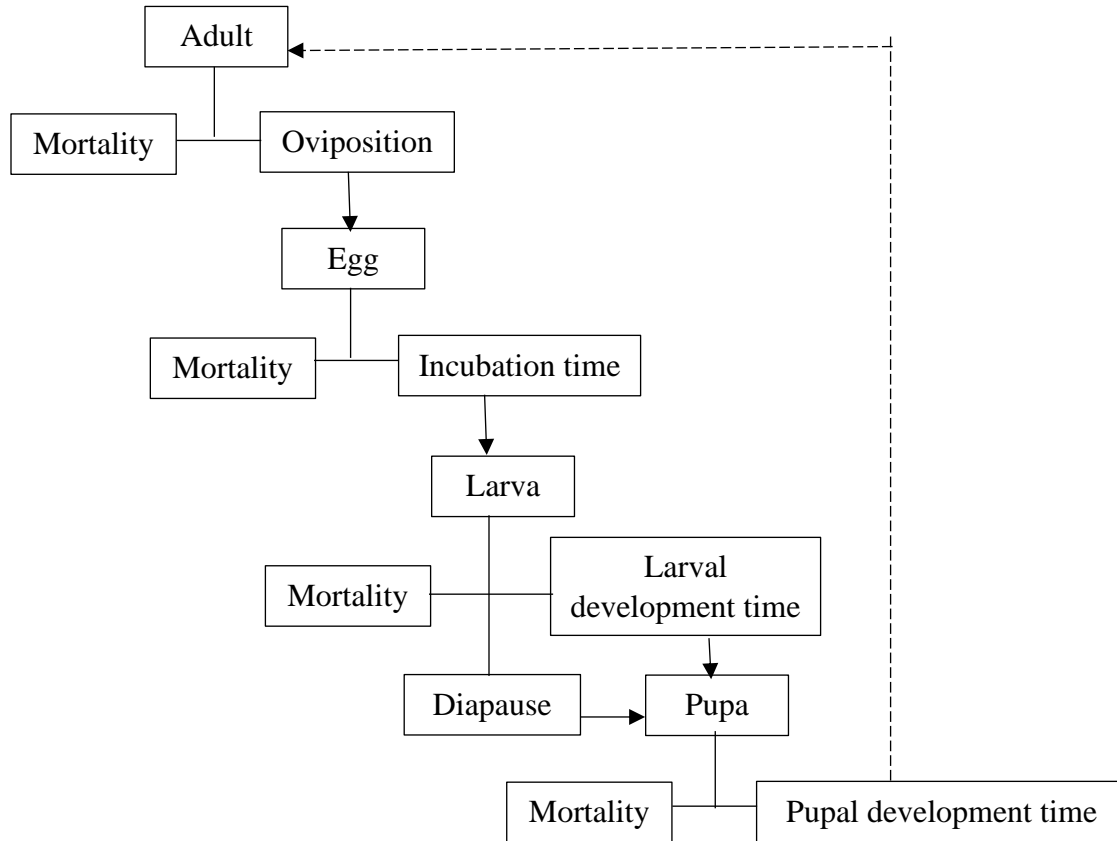 Adult
Mortality
Oviposition
Egg
Mortality
Incubation time
Larva
Mortality
Larval
development time
Diapause
Pupa
Mortality
Pupal development time